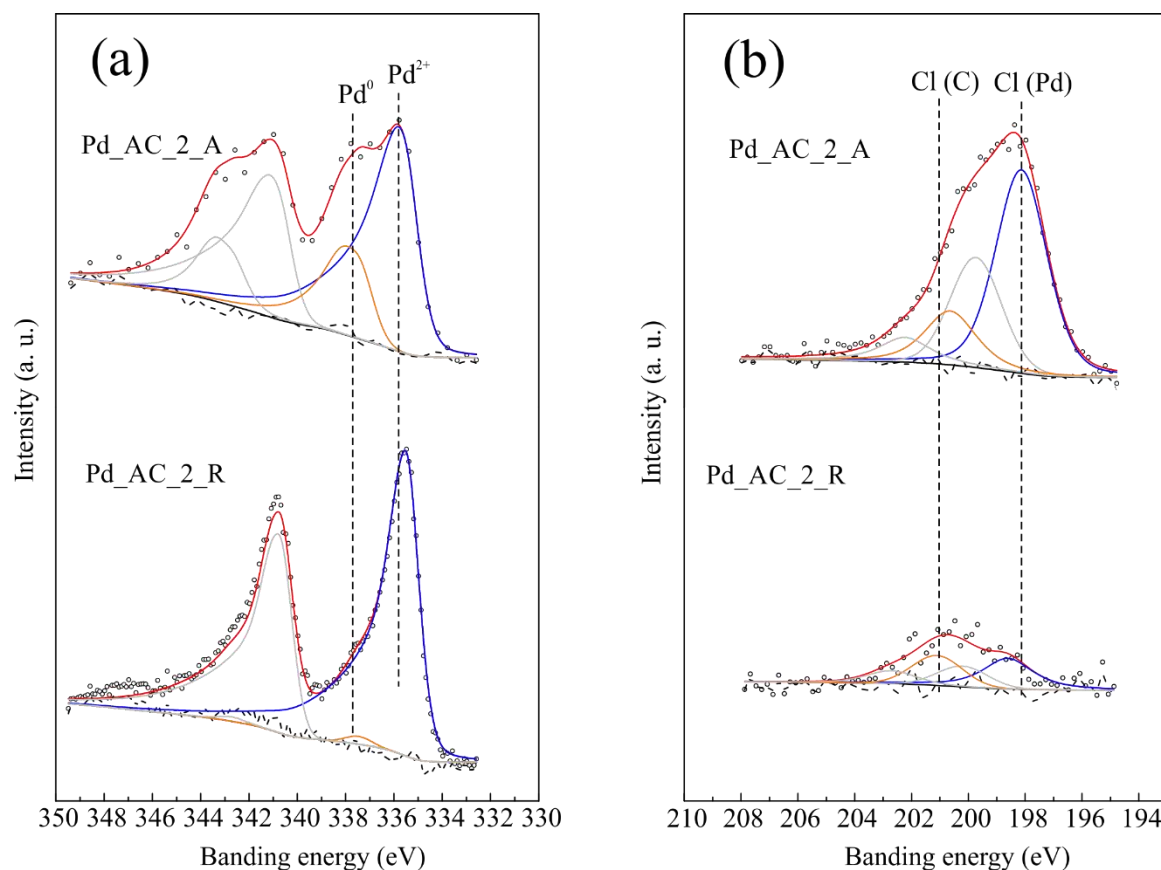 (a)
Pd⁰
Pd²⁺
Pd_AC_2_A
Pd_AC_2_R
Intensity (a. u.)
350 348 346 344 342 340 338 336 334 332 330
Banding energy (eV)
(b)
Cl (C)
Cl (Pd)
Pd_AC_2_A
Pd_AC_2_R
Intensity (a. u.)
210 208 206 204 202 200 198 196 194
Banding energy (eV)